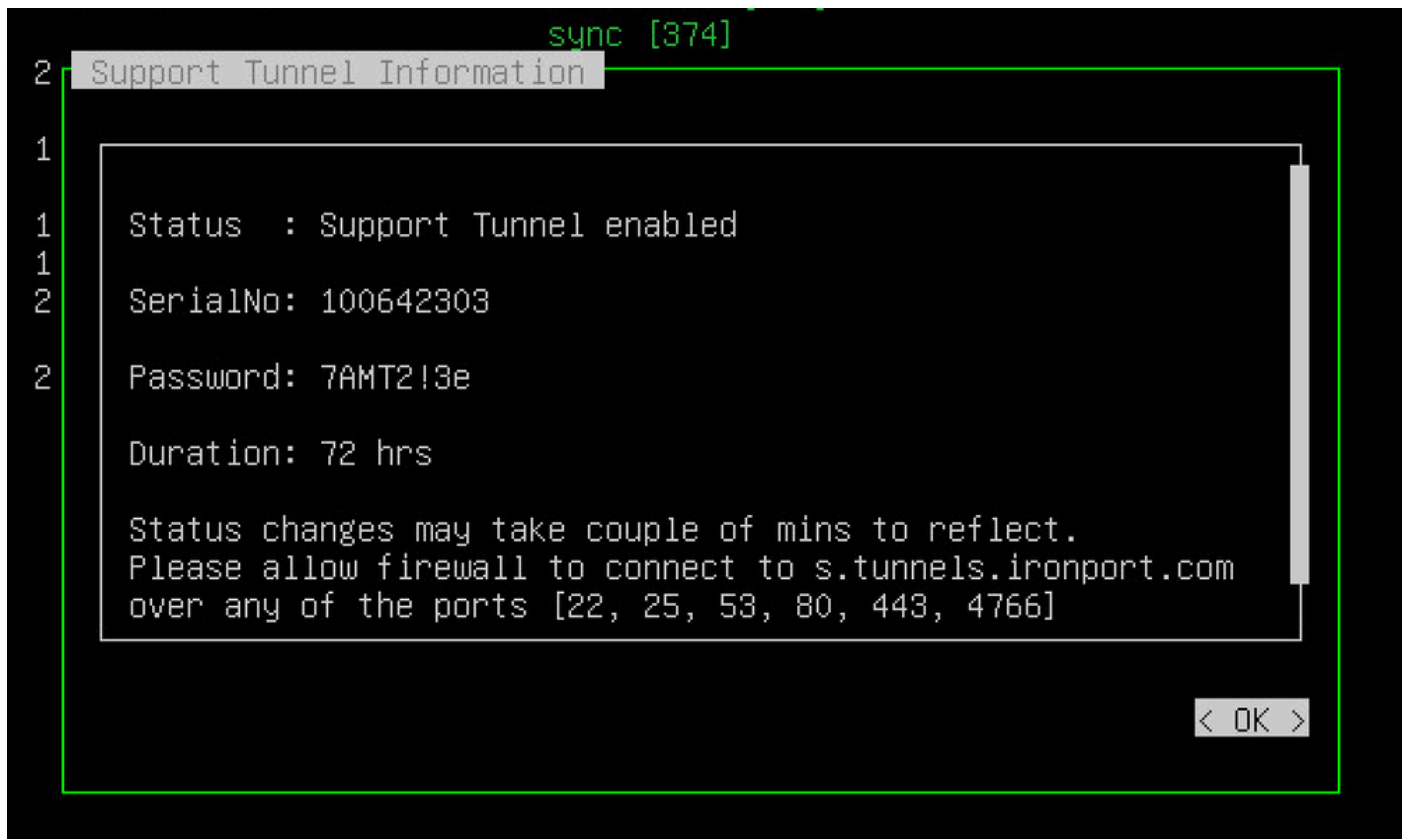 sync [374]
2
Support Tunnel Information
1
1
Status  : Support Tunnel enabled
1
2
SerialNo: 100642303
2
Password: 7AMT2!3e
Duration: 72 hrs
Status changes may take couple of mins to reflect.
Please allow firewall to connect to s.tunnels.ironport.com
over any of the ports [22, 25, 53, 80, 443, 4766]
< OK >